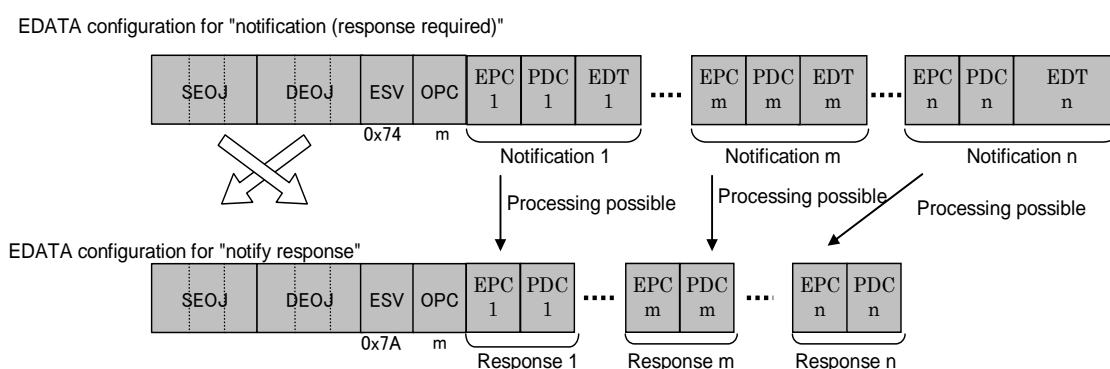 EDATA configuration for "notification (response required)"
SEOJ DEOJ ESV OPC EPC 1 PDC 1 EDT 1 EPC m PDC m EDT m EPC n PDC n EDT n
0x74 m
Notification 1 Notification m Notification n
Processing possible Processing possible Processing possible
EDATA configuration for "notify response"
SEOJ DEOJ ESV OPC EPC 1 PDC 1 EPC m PDC m EPC n PDC n
0x7A m
Response 1 Response m Response n